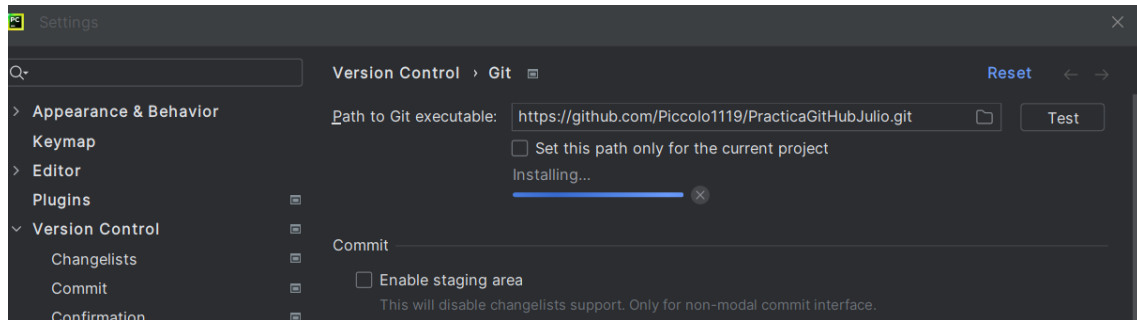 PC
Settings
Version Control › Git
Reset
Appearance & Behavior
Path to Git executable: https://github.com/Piccolo1119/PracticaGitHubJulio.git Test
Set this path only for the current project
Keymap
Editor
Installing...
Plugins
Version Control
Commit
Changelists
Enable staging area
Commit
This will disable changelists support. Only for non-modal commit interface.
Confirmation